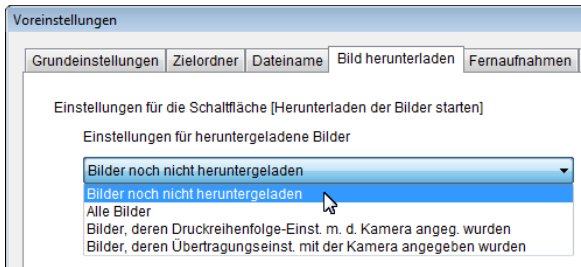 Voreinstellungen
Grundeinstellungen Zielordner Dateiname Bild herunterladen Fernaufnahmen
Einstellungen für die Schaltfläche [Herunterladen der Bilder starten]
Einstellungen für heruntergeladene Bilder
Bilder noch nicht heruntergeladen
Bilder noch nicht heruntergeladen
Alle Bilder
Bilder, deren Druckreihenfolge-Einst. m. d. Kamera angeg. wurden
Bilder, deren Übertragungseinst. mit der Kamera angegeben wurden